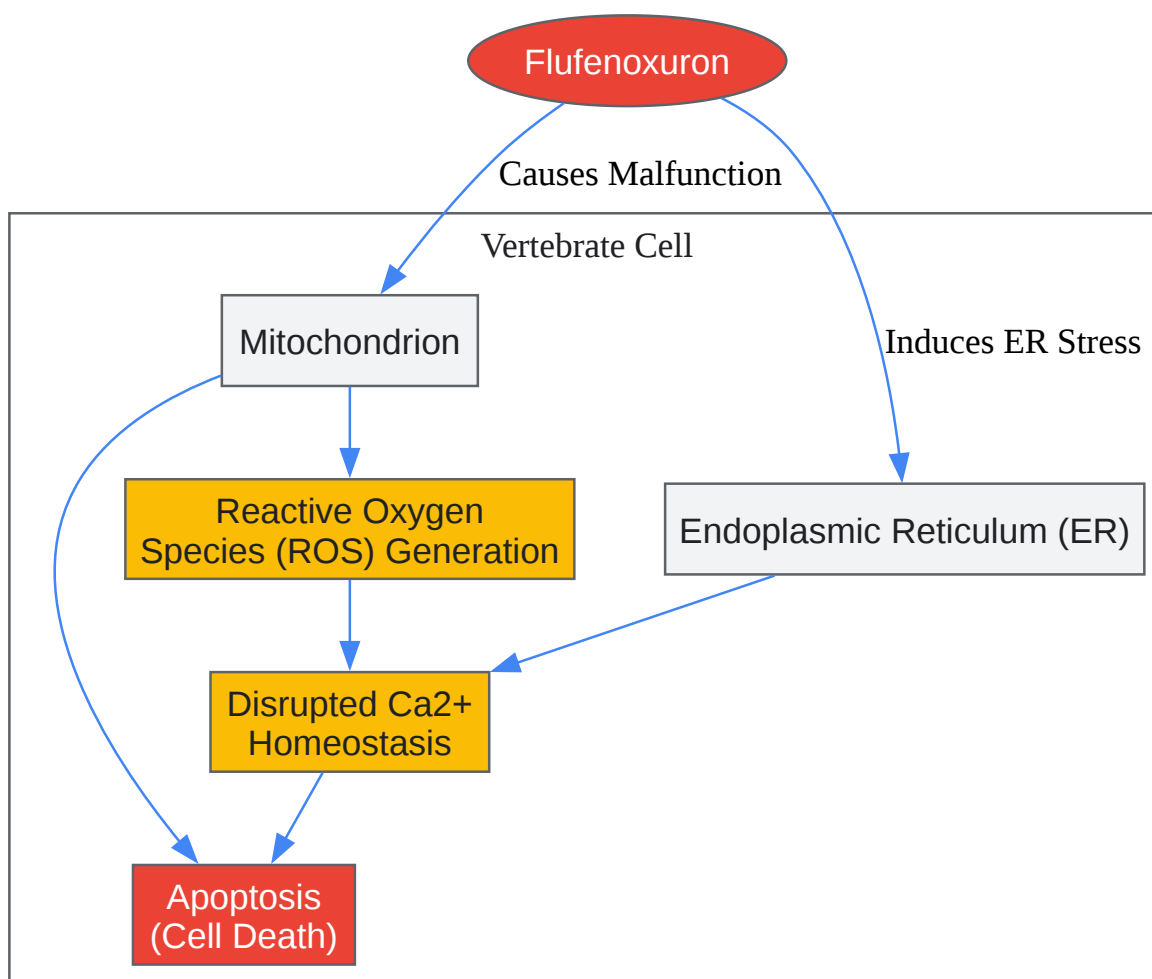 Flufenoxuron
Causes Malfunction
Vertebrate Cell
Mitochondrion
Induces ER Stress
Reactive Oxygen
Species (ROS) Generation
Endoplasmic Reticulum (ER)
Disrupted Ca2+
Homeostasis
Apoptosis
(Cell Death)